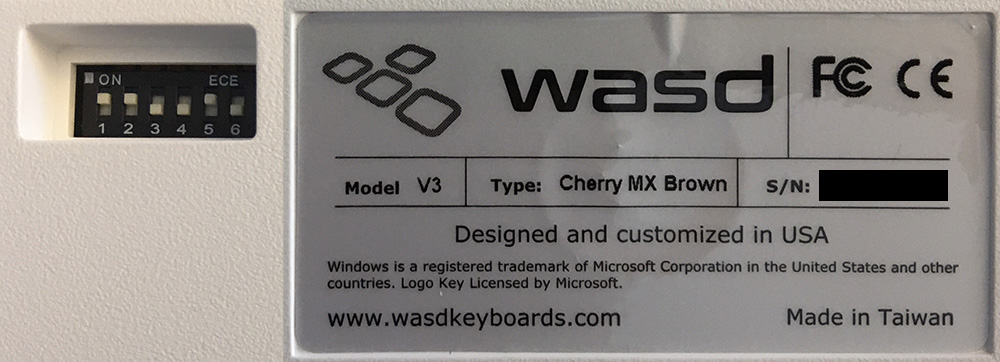 ON ECE
1 2 3 4 5 6
wasd FC CE
Model V3 Type: Cherry MX Brown S/N:
Designed and customized in USA
Windows is a registered trademark of Microsoft Corporation in the United States and other
countries. Logo Key Licensed by Microsoft.
www.wasdkeyboards.com Made in Taiwan